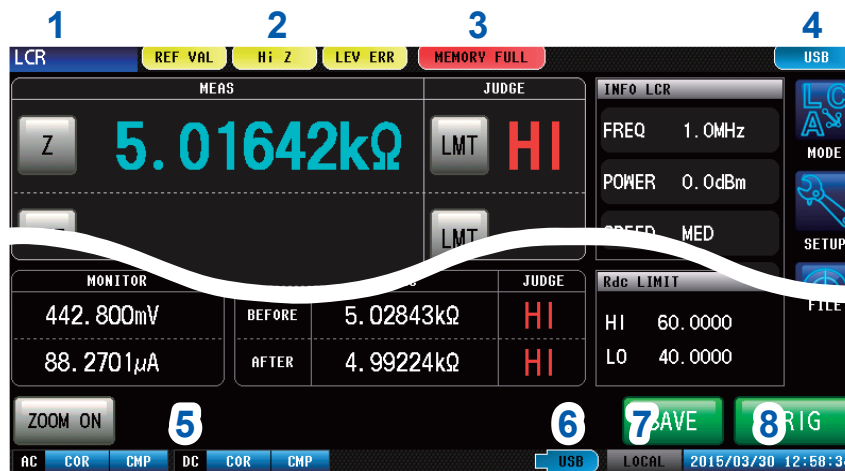 1 2 3 4
LCR REF VAL Hi Z LEV ERR MEMORY FULL USB
MEAS JUDGE INFO LCR
Z 5.01642kΩ LMT HI FREQ 1.0MHz MODE
POWER 0.0dBm
LMT SPEED MED SETUP
MONITOR JUDGE Rdc LIMIT FILE
442.800mV BEFORE 5.02843kΩ HI HI 60.0000
88.2701μA AFTER 4.99224kΩ HI LO 40.0000
ZOOM ON 5 6 7 SAVE 8 RIG
AC COR CMP DC COR CMP USB LOCAL 2015/03/30 12:58:3